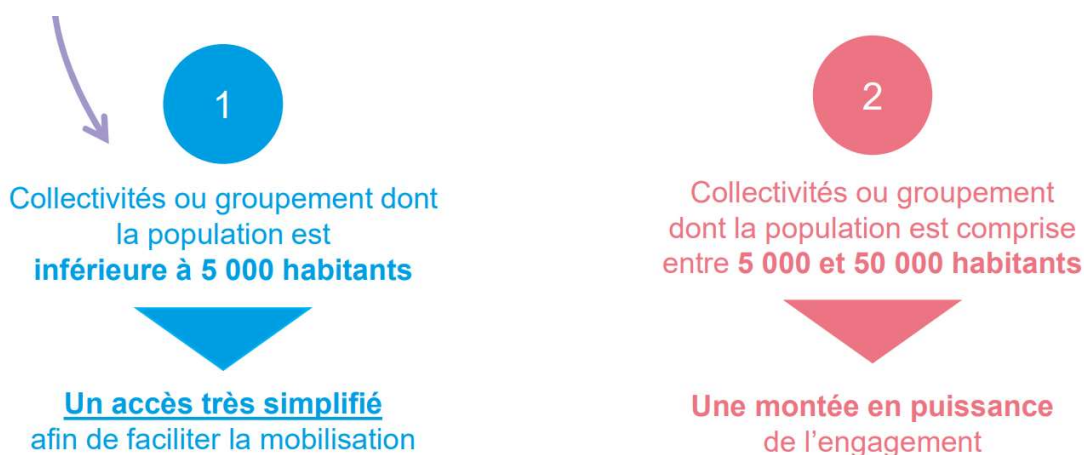 1
Collectivités ou groupement dont
la population est
inférieure à 5 000 habitants
Un accès très simplifié
afin de faciliter la mobilisation
2
Collectivités ou groupement
dont la population est comprise
entre 5 000 et 50 000 habitants
Une montée en puissance
de l’engagement